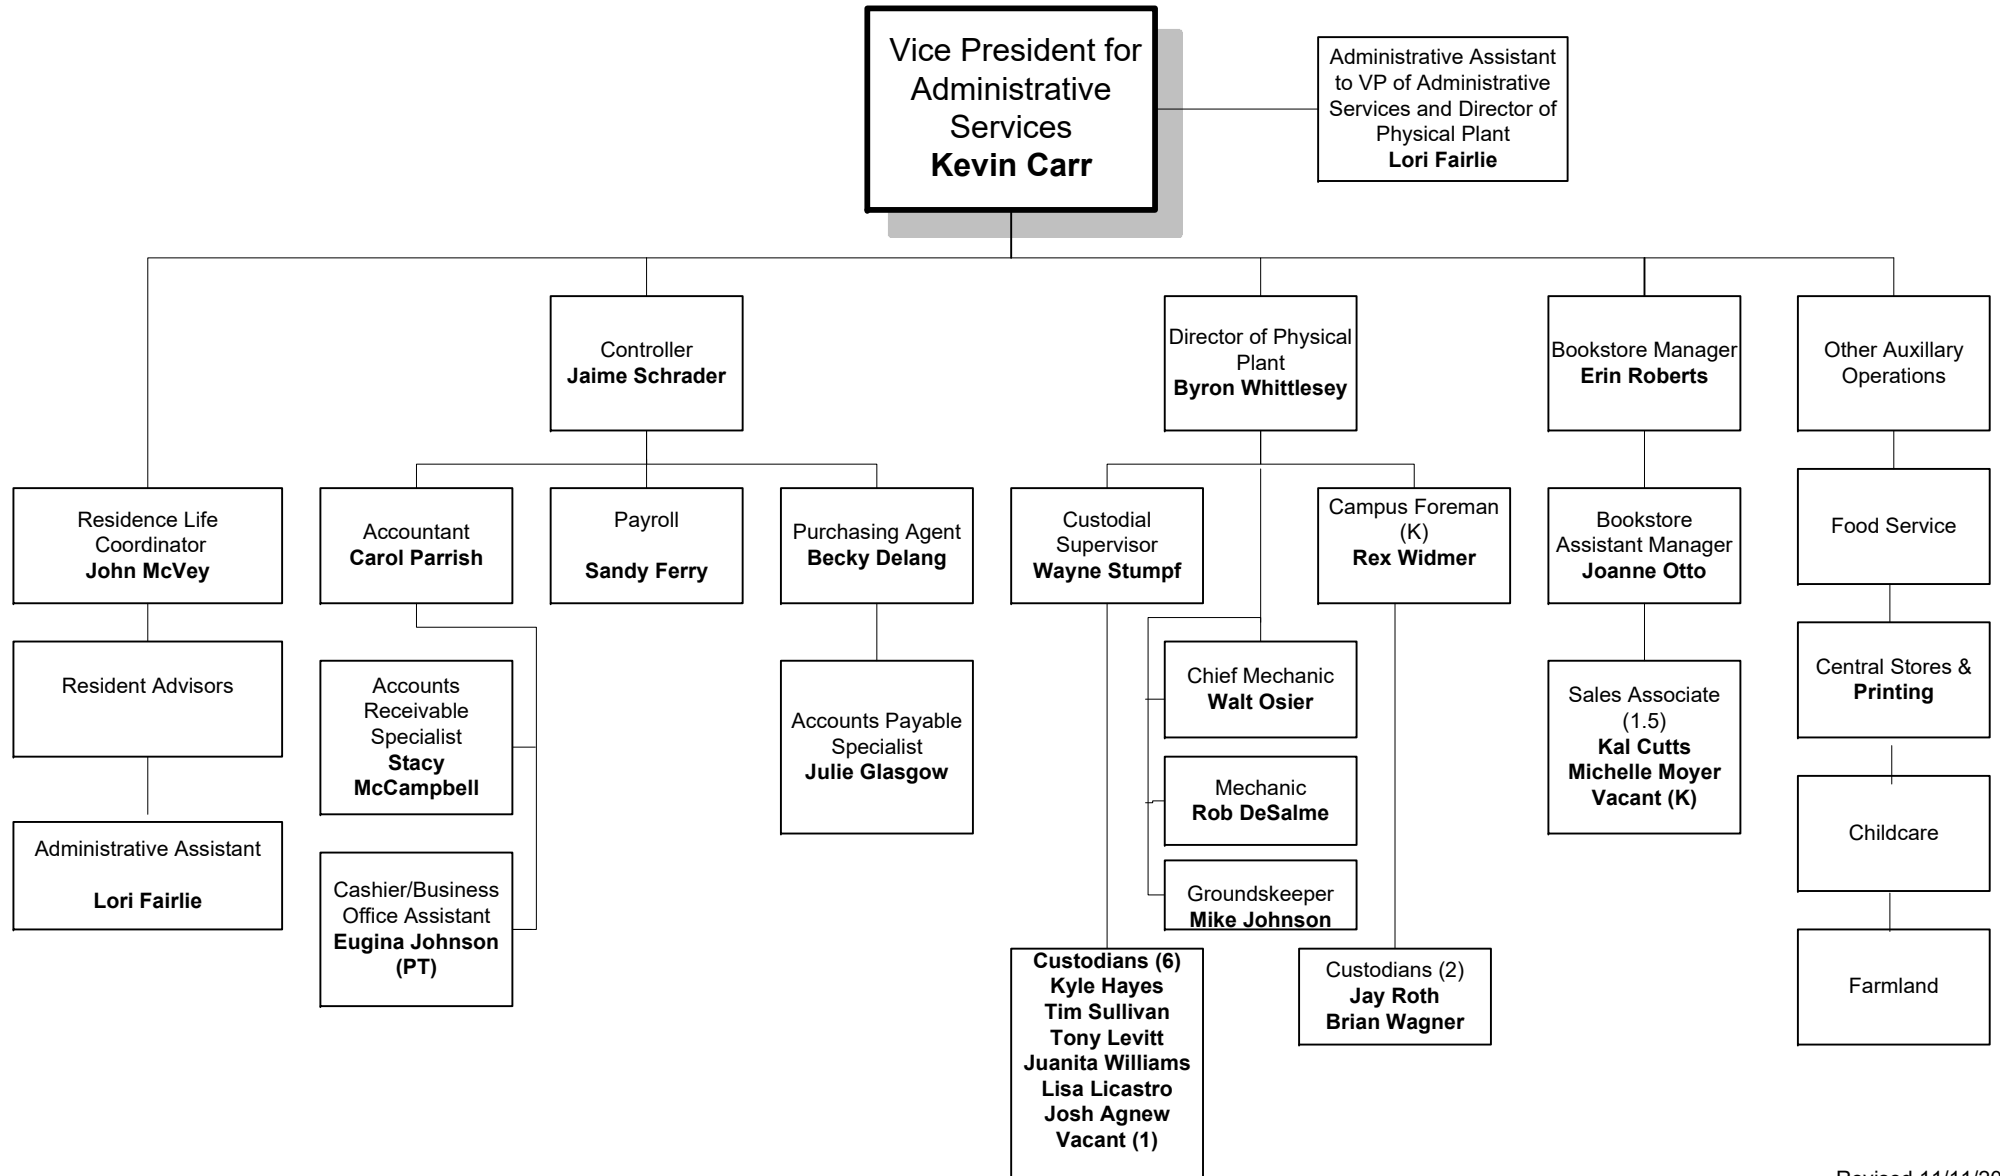 Vice President for
Administrative
Services
Kevin Carr
Administrative Assistant
to VP of Administrative
Services and Director of
Physical Plant
Lori Fairlie
Controller
Jaime Schrader
Director of Physical
Plant
Byron Whittlesey
Bookstore Manager
Erin Roberts
Other Auxillary
Operations
Residence Life
Coordinator
John McVey
Accountant
Carol Parrish
Payroll
Sandy Ferry
Purchasing Agent
Becky Delang
Custodial
Supervisor
Wayne Stumpf
Campus Foreman
(K)
Rex Widmer
Bookstore
Assistant Manager
Joanne Otto
Food Service
Resident Advisors
Accounts
Receivable
Specialist
Stacy
McCampbell
Accounts Payable
Specialist
Julie Glasgow
Chief Mechanic
Walt Osier
Mechanic
Rob DeSalme
Groundskeeper
Mike Johnson
Sales Associate
(1.5)
Kal Cutts
Michelle Moyer
Vacant (K)
Central Stores &
Printing
Childcare
Administrative Assistant
Lori Fairlie
Cashier/Business
Office Assistant
Eugina Johnson
(PT)
Custodians (6)
Kyle Hayes
Tim Sullivan
Tony Levitt
Juanita Williams
Lisa Licastro
Josh Agnew
Vacant (1)
Custodians (2)
Jay Roth
Brian Wagner
Farmland